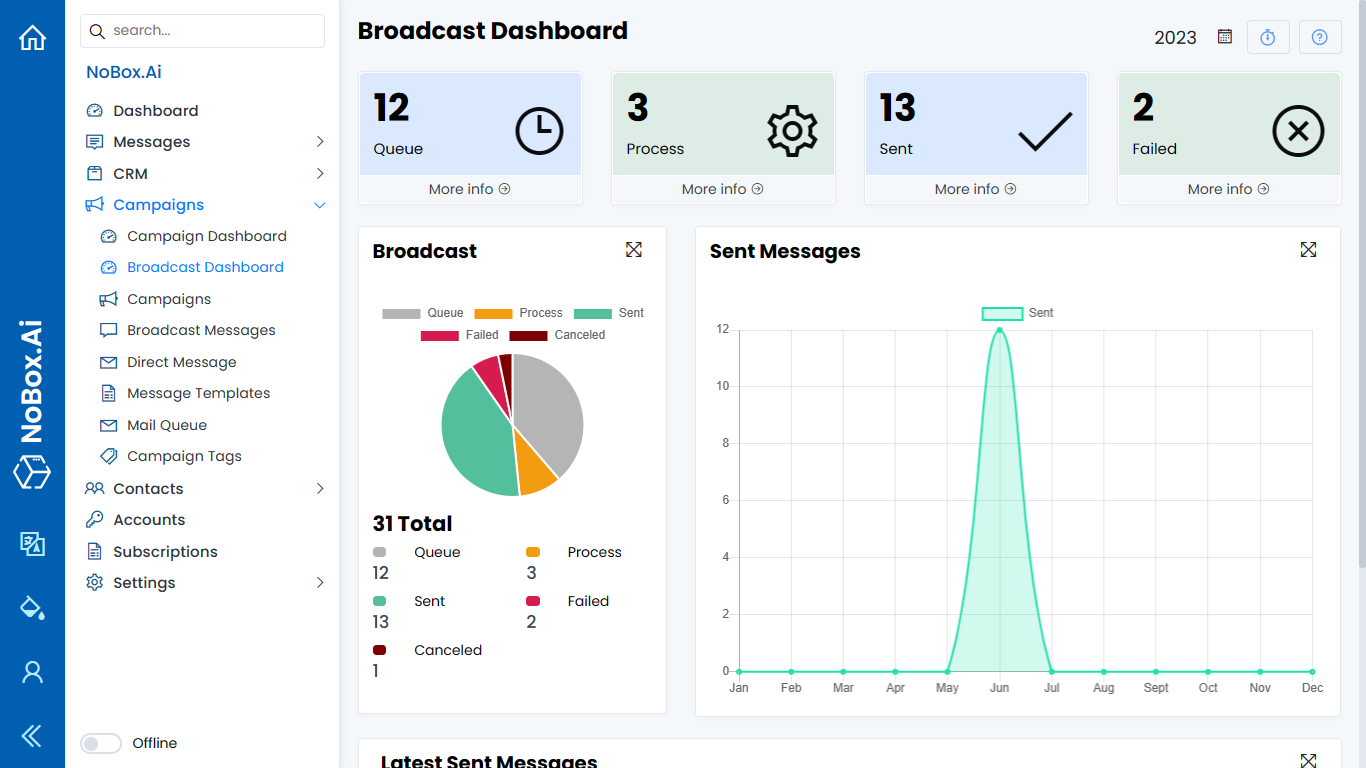 search...
NoBox.Ai
Dashboard
Messages
CRM
Campaigns
Campaign Dashboard
Broadcast Dashboard
Campaigns
Broadcast Messages
Direct Message
Message Templates
Mail Queue
Campaign Tags
Contacts
Accounts
Subscriptions
Settings
Offline
NoBox.Ai
Broadcast Dashboard
2023
12
Queue
More info
3
Process
More info
13
Sent
More info
2
Failed
More info
Broadcast
Queue Process Sent
Failed Canceled
31 Total
Queue Process
12 3
Sent Failed
13 2
Canceled
1
Sent Messages
Sent
12
10
8
6
4
2
0
Jan Feb Mar Apr May Jun Jul Aug Sept Oct Nov Dec
Latest Sent Messages